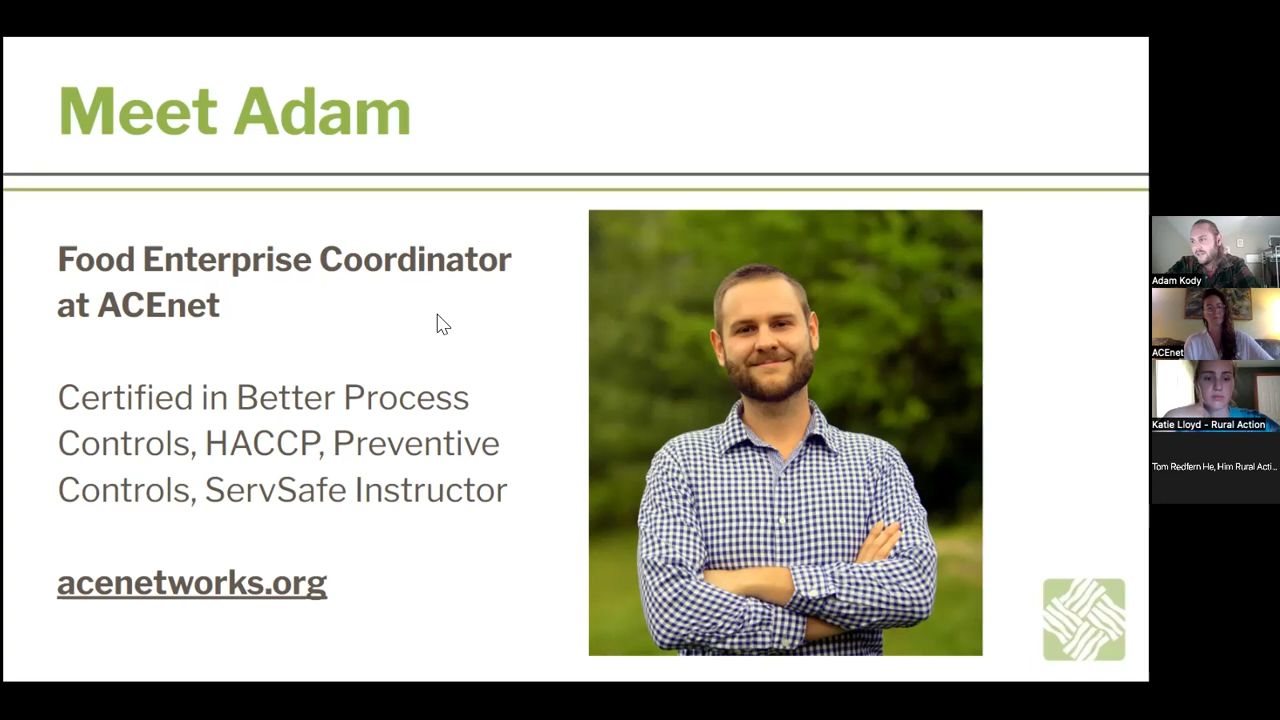 Meet Adam
Food Enterprise Coordinator
at ACEnet
Certified in Better Process
Controls, HACCP, Preventive
Controls, ServSafe Instructor
acenetworks.org
Adam Kody
ACEnet
Katie Lloyd - Rural Action
Tom Redfern He, Him Rural Acti...